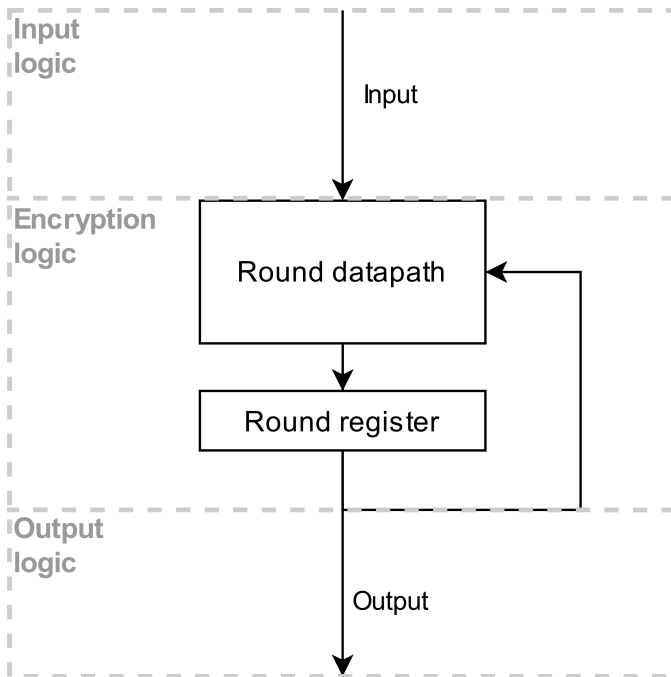 Input
logic
Input
Encryption
logic
Round datapath
Round register
Output
logic
Output